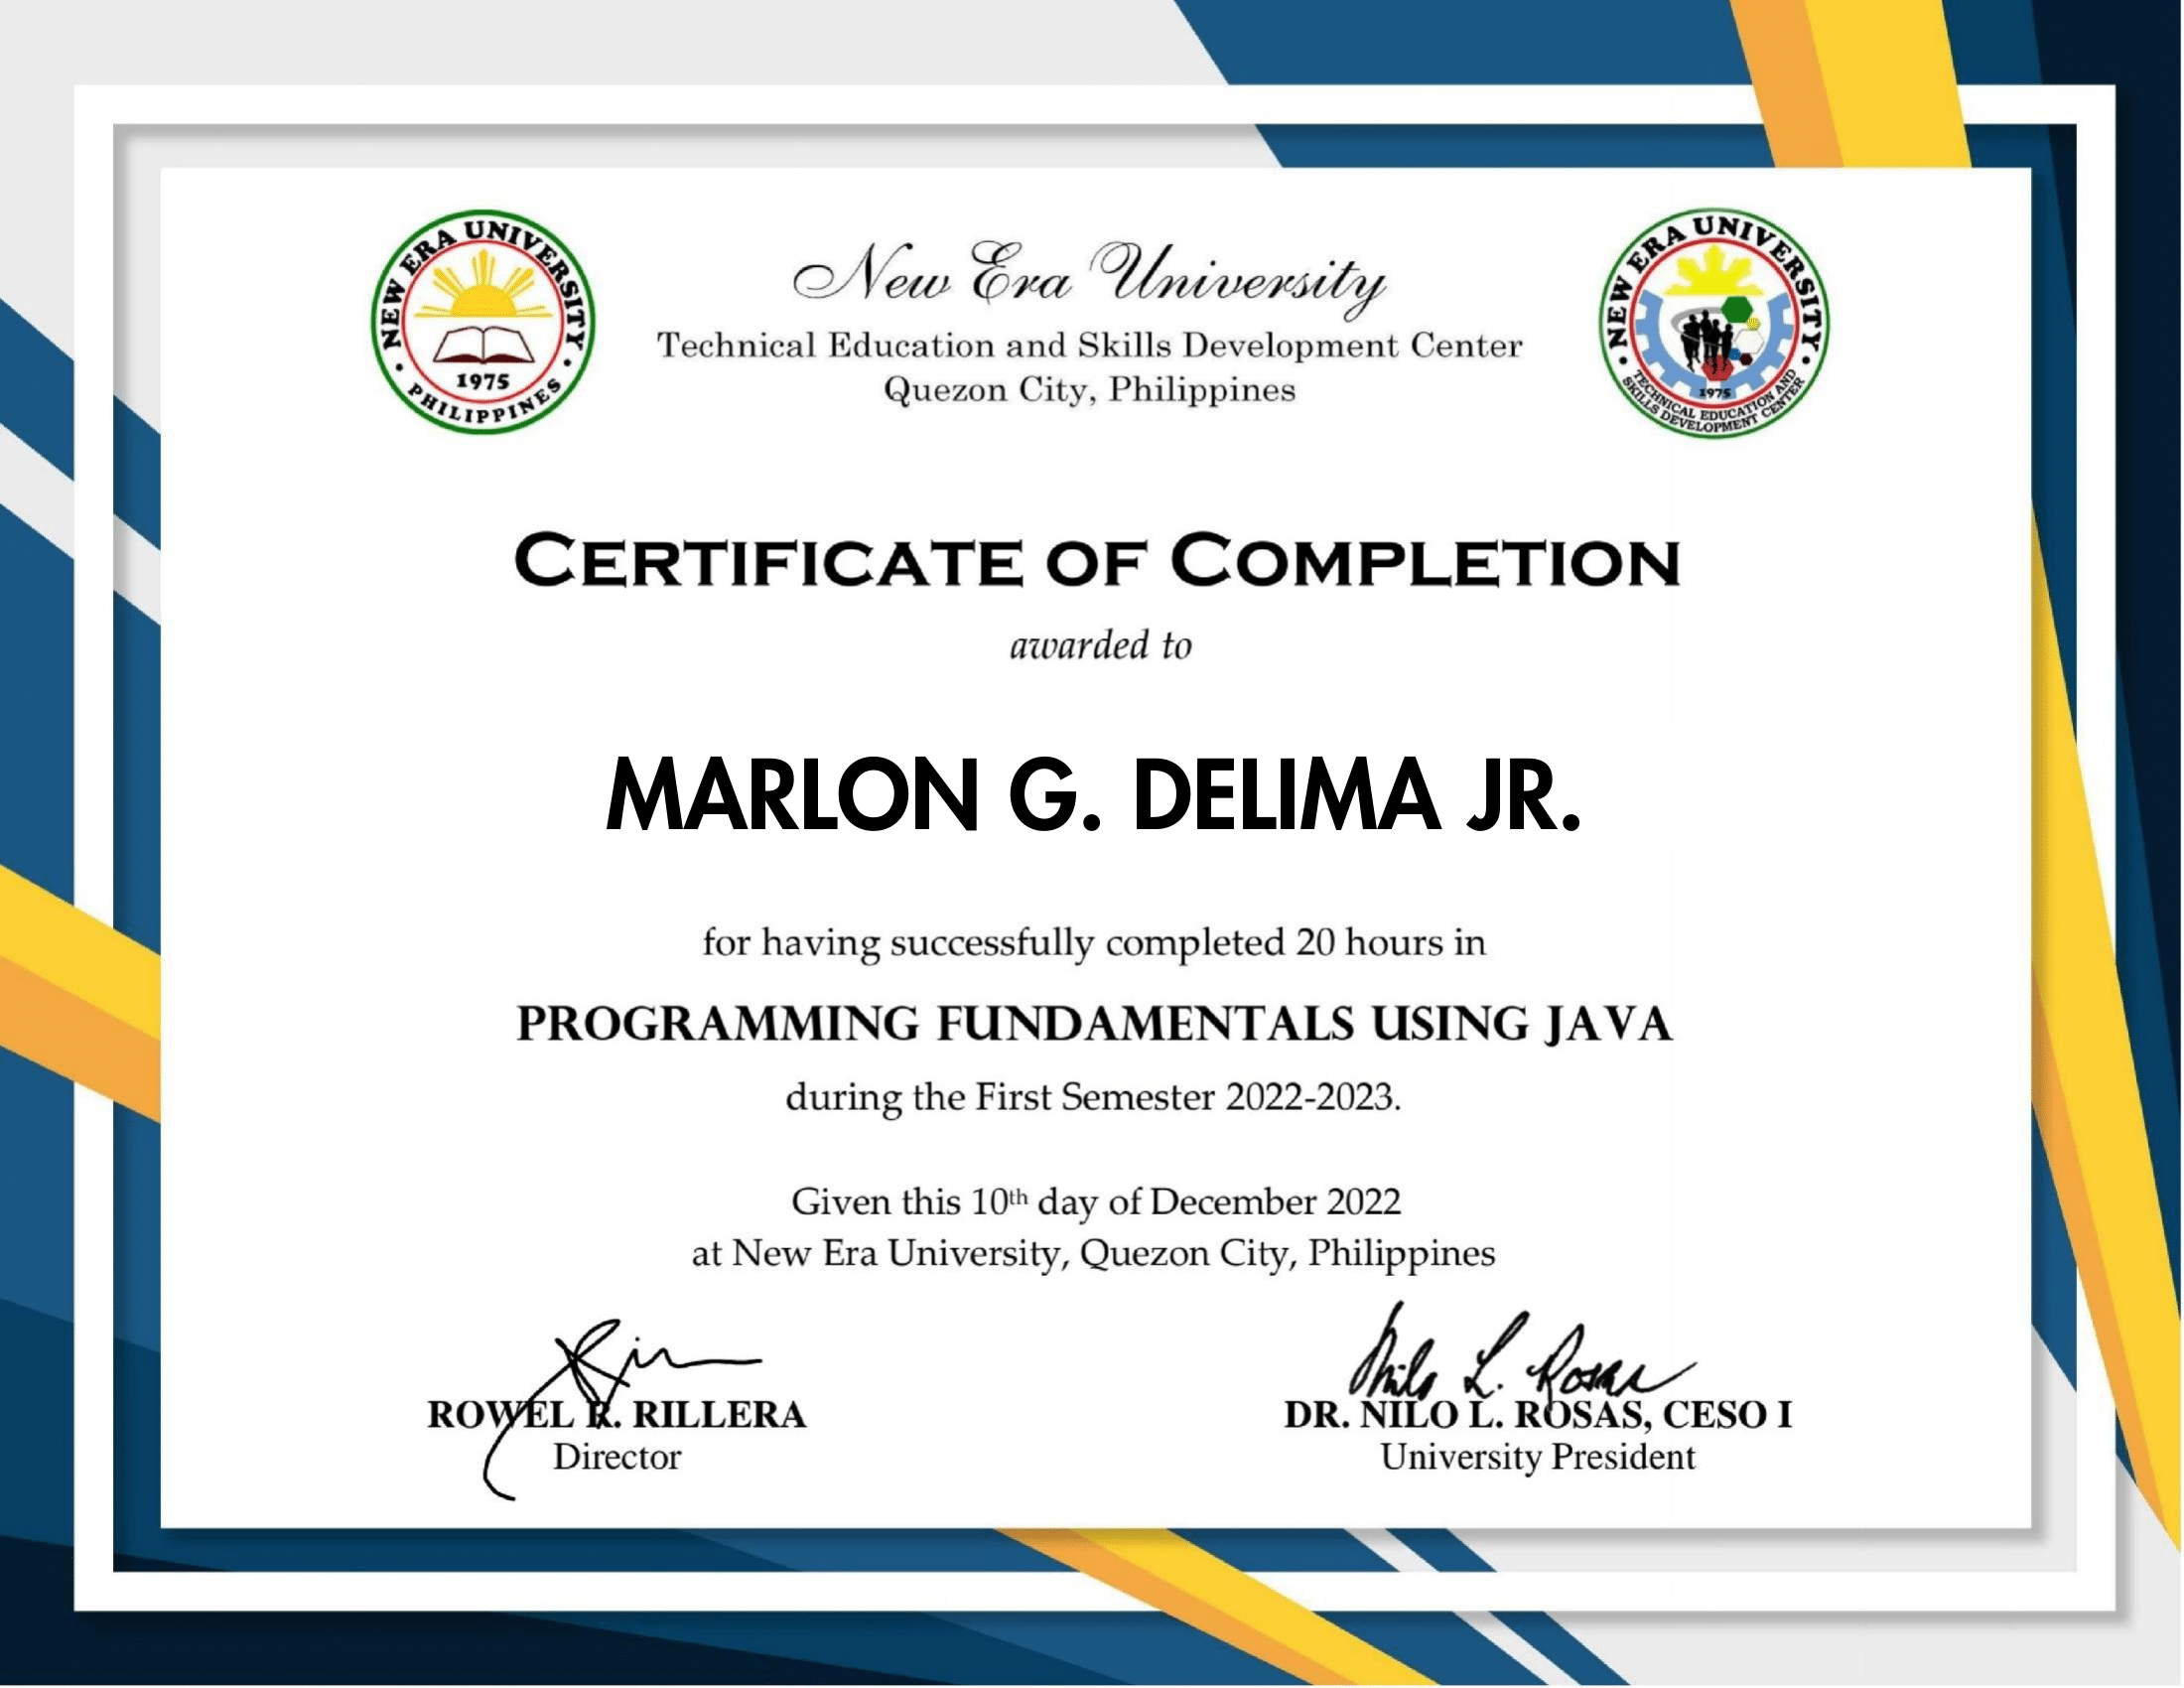 NEW ERA UNIVERSITY
1975
PHILIPPINES
New Era University
Technical Education and Skills Development Center
Quezon City, Philippines
NEW ERA UNIVERSITY
1975
TECHNICAL EDUCATION AND
SKILLS DEVELOPMENT CENTER
CERTIFICATE OF COMPLETION
awarded to
MARLON G. DELIMA JR.
for having successfully completed 20 hours in
PROGRAMMING FUNDAMENTALS USING JAVA
during the First Semester 2022-2023.
Given this 10th day of December 2022
at New Era University, Quezon City, Philippines
Nilo L. Rosas
ROWEL R. RILLERA
Director
DR. NILO L. ROSAS, CESO I
University President